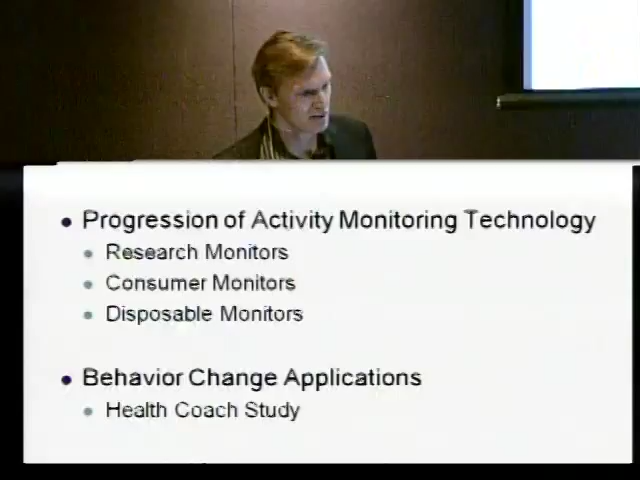 Progression of Activity Monitoring Technology
Research Monitors
Consumer Monitors
Disposable Monitors
Behavior Change Applications
Health Coach Study